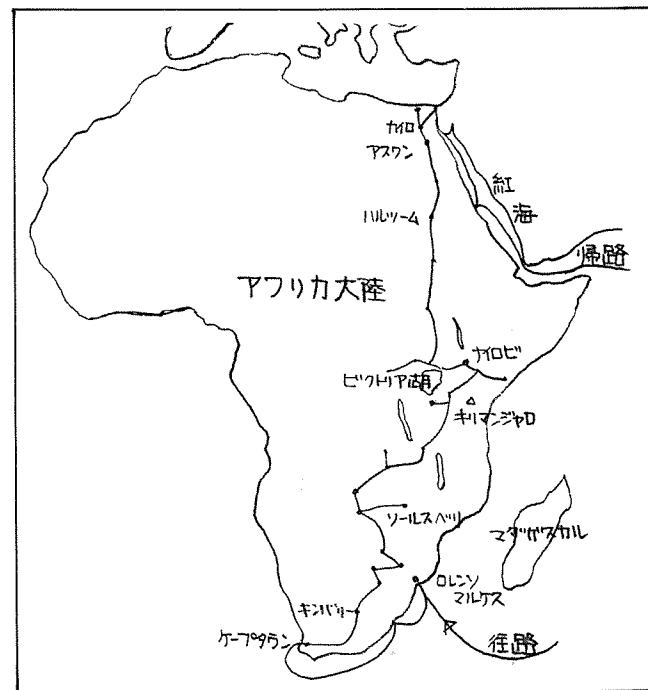 カイロ
アスワン
紅
海
ハルツーム
帰路
アフリカ大陸
ナイロビ
ビクトリア湖
キリマンジャロ
ソールスベリ
マダガスカル
ロレンソ
マルケス
キンバリー
ケープタウン
往路